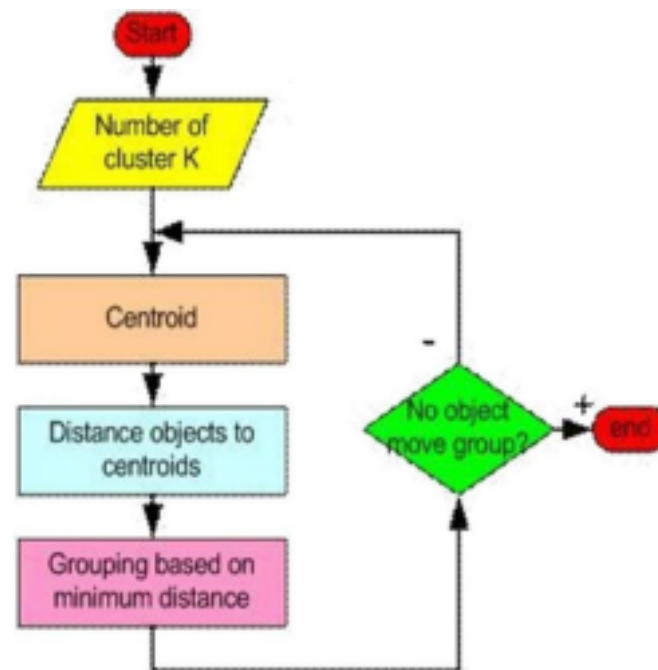 Start
Number of
cluster K
Centroid
Distance objects to
centroids
Grouping based on
minimum distance
-
No object
move group?
+
end